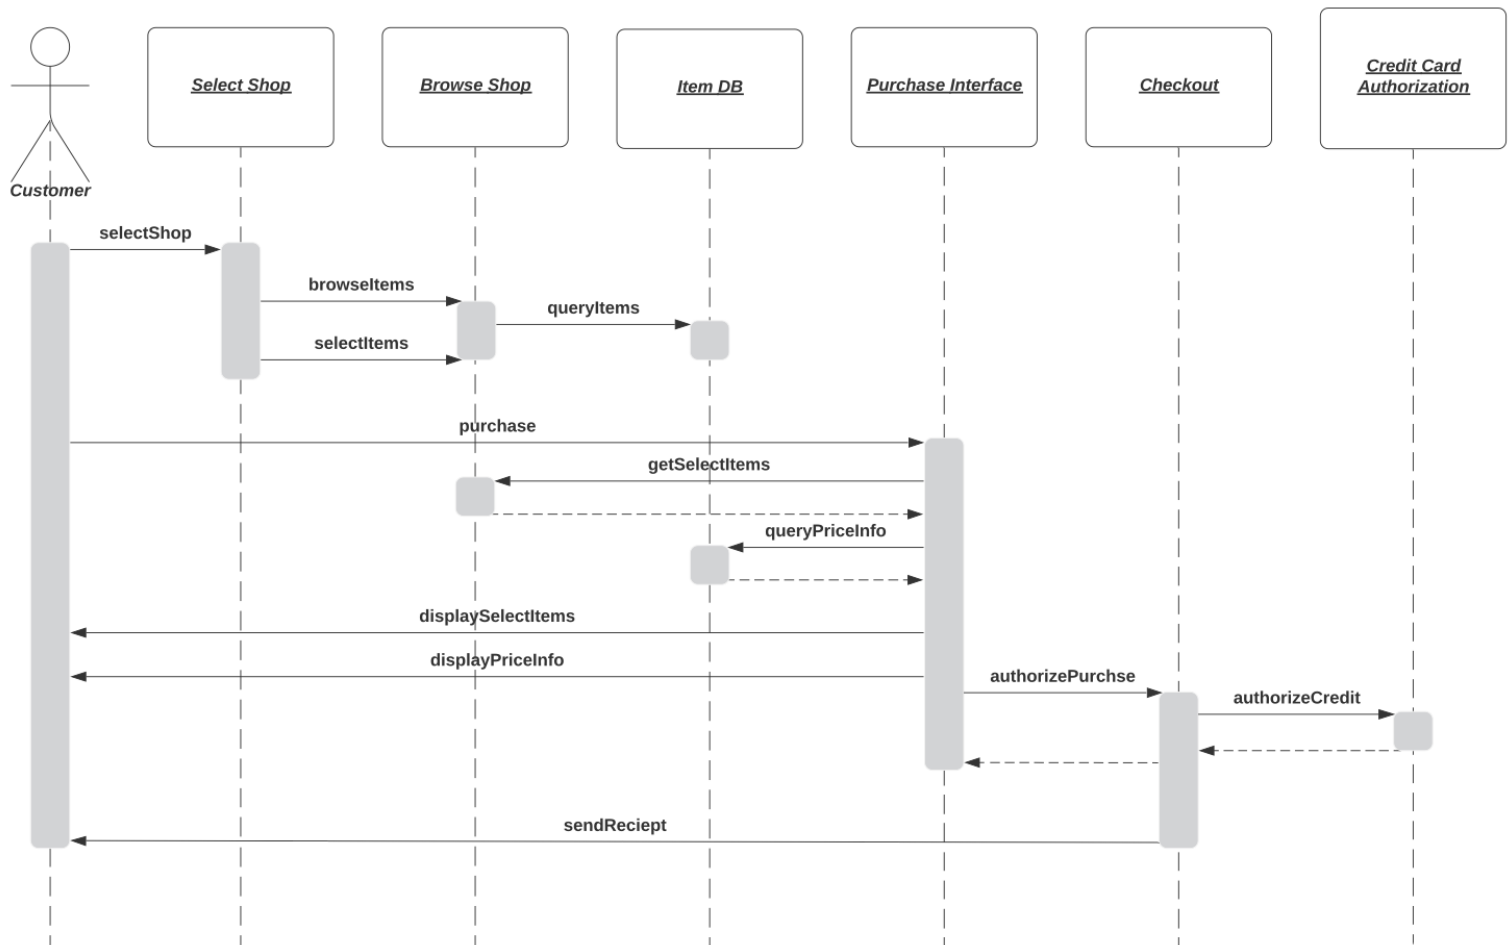 Customer
Select Shop
Browse Shop
Item DB
Purchase Interface
Checkout
Credit Card
Authorization
selectShop
browseItems
queryItems
selectItems
purchase
getSelectItems
queryPriceInfo
displaySelectItems
displayPriceInfo
authorizePurchse
authorizeCredit
sendReciept